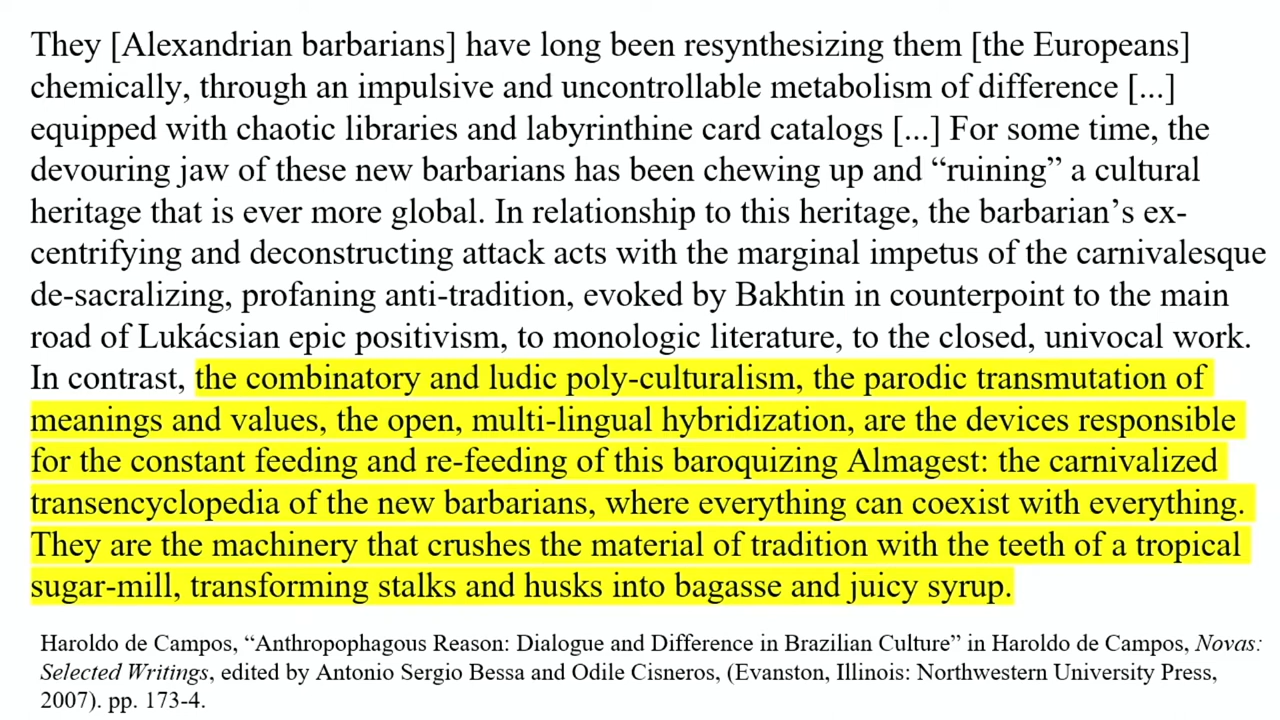 They [Alexandrian barbarians] have long been resynthesizing them [the Europeans]
chemically, through an impulsive and uncontrollable metabolism of difference [...]
equipped with chaotic libraries and labyrinthine card catalogs [...] For some time, the
devouring jaw of these new barbarians has been chewing up and “ruining” a cultural
heritage that is ever more global. In relationship to this heritage, the barbarian’s ex-
centrifying and deconstructing attack acts with the marginal impetus of the carnivalesque
de-sacralizing, profaning anti-tradition, evoked by Bakhtin in counterpoint to the main
road of Lukácsian epic positivism, to monologic literature, to the closed, univocal work.
In contrast, the combinatory and ludic poly-culturalism, the parodic transmutation of
meanings and values, the open, multi-lingual hybridization, are the devices responsible
for the constant feeding and re-feeding of this baroquizing Almagest: the carnivalized
transencyclopedia of the new barbarians, where everything can coexist with everything.
They are the machinery that crushes the material of tradition with the teeth of a tropical
sugar-mill, transforming stalks and husks into bagasse and juicy syrup.
Haroldo de Campos, “Anthropophagous Reason: Dialogue and Difference in Brazilian Culture” in Haroldo de Campos, Novas:
Selected Writings, edited by Antonio Sergio Bessa and Odile Cisneros, (Evanston, Illinois: Northwestern University Press,
2007). pp. 173-4.